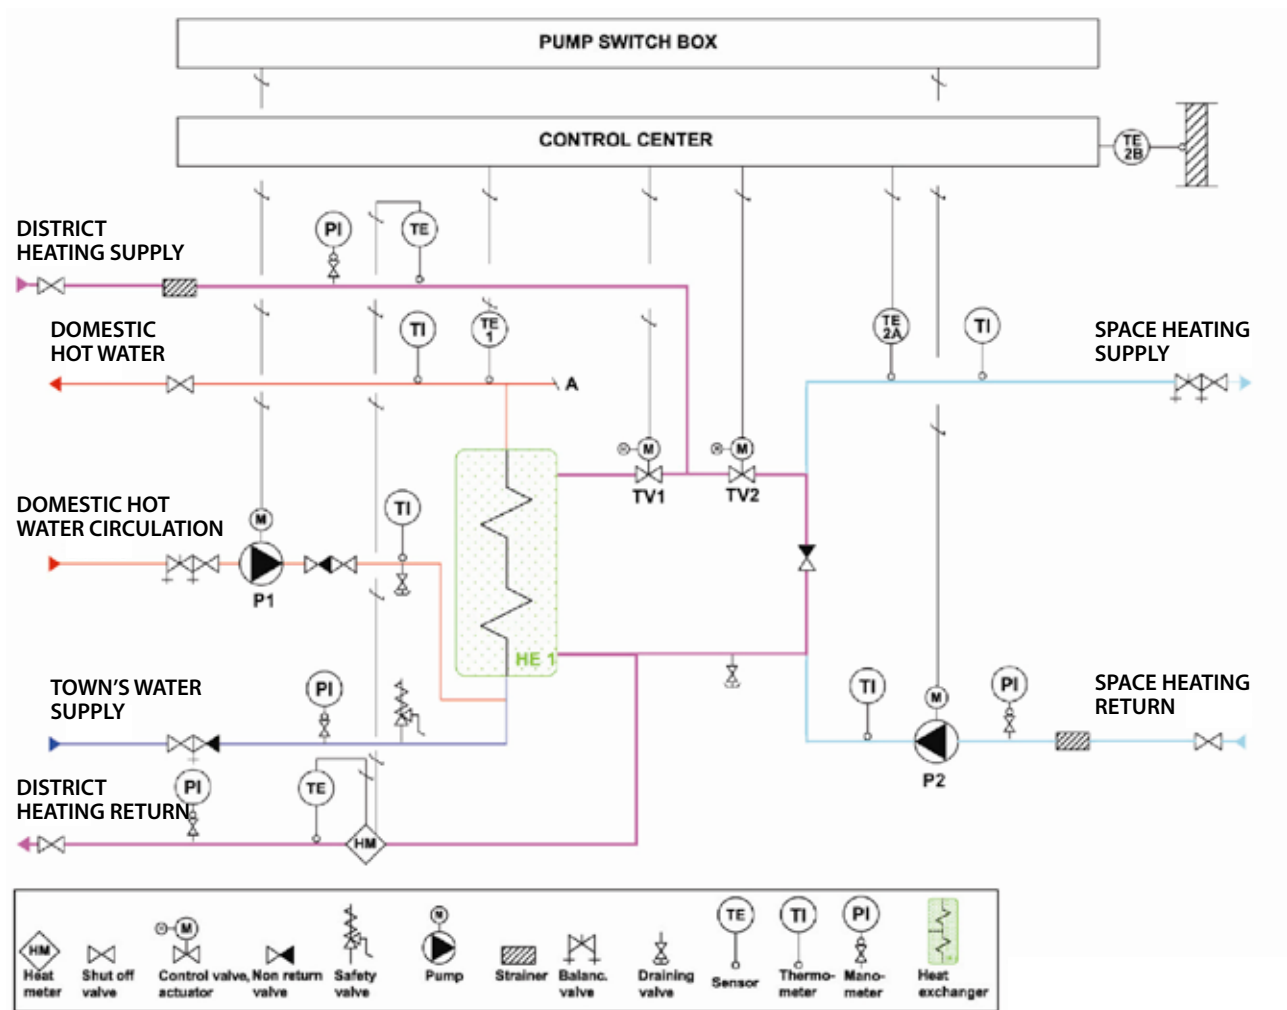 PUMP SWITCH BOX
CONTROL CENTER
TE
2B
DISTRICT
HEATING SUPPLY
PI
TE
DOMESTIC
HOT WATER
TI
TE
1
TE
2A
TI
SPACE HEATING
SUPPLY
A
M
M
TV1
TV2
DOMESTIC HOT
WATER CIRCULATION
TI
M
P1
HE 1
TOWN'S WATER
SUPPLY
PI
TI
M
PI
SPACE HEATING
RETURN
P2
DISTRICT
HEATING RETURN
PI
TE
HM
HM
Heat
meter
Shut off
valve
M
Control valve,
actuator
Non return
valve
Safety
valve
M
Pump
Strainer
Balanc.
valve
Draining
valve
TE
Sensor
TI
Thermo-
meter
PI
Mano-
meter
Heat
exchanger